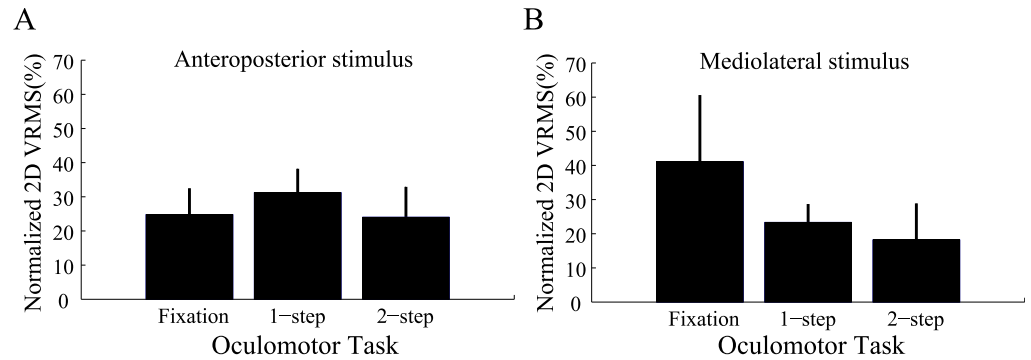 A
Anteroposterior stimulus
Normalized 2D VRMS(%)
70
60
50
40
30
20
10
0
Fixation 1−step 2−step
Oculomotor Task
B
Mediolateral stimulus
Normalized 2D VRMS(%)
70
60
50
40
30
20
10
0
Fixation 1−step 2−step
Oculomotor Task